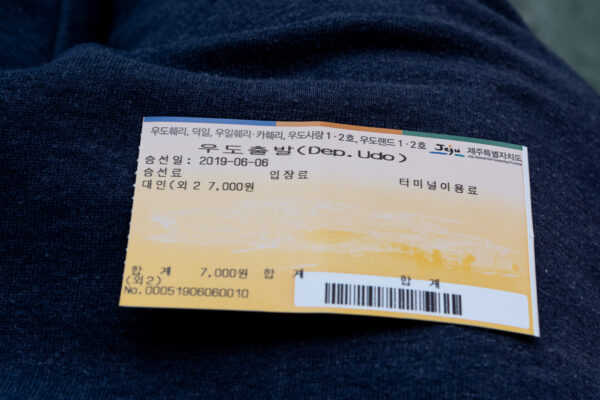 우도훼리, 덕일, 우일훼리·카훼리, 우도사랑 1·2호, 우도랜드 1·2호
Jeju 제주특별자치도
우도출발(Dep. Udo)
승선일: 2019-06-06
승선료 입장료 터미널이용료
대인(외 2 7,000원
합 계 7,000원 합 계 합 계
(외2)
No.00051906060010